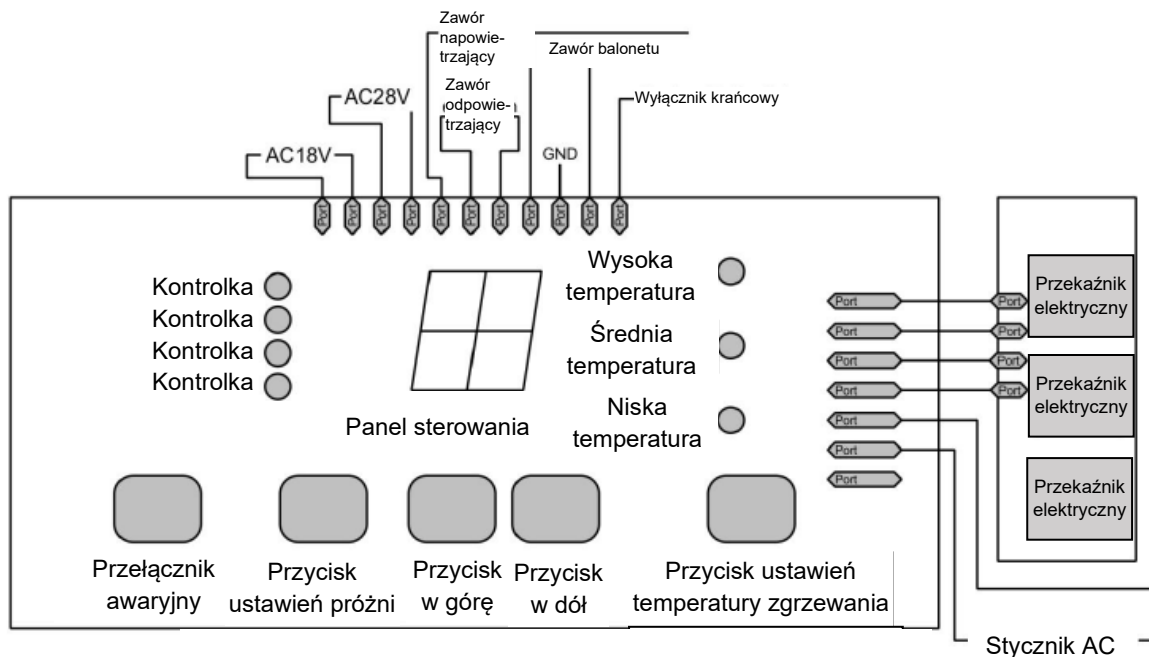 Zawór
napowie-
trzający
Zawór balonetu
Zawór
odpowie-
trzający
Wyłącznik krańcowy
AC28V
AC18V
GND
Port
Port
Port
Port
Port
Port
Port
Port
Port
Port
Port
Kontrolka
Kontrolka
Kontrolka
Kontrolka
Panel sterowania
Wysoka
temperatura
Średnia
temperatura
Niska
temperatura
Port
Port
Port
Port
Port
Port
Port
Port
Port
Port
Port
Przekaźnik
elektryczny
Przekaźnik
elektryczny
Przekaźnik
elektryczny
Przełącznik
awaryjny
Przycisk
ustawień próżni
Przycisk
w górę
Przycisk
w dół
Przycisk ustawień
temperatury zgrzewania
Stycznik AC